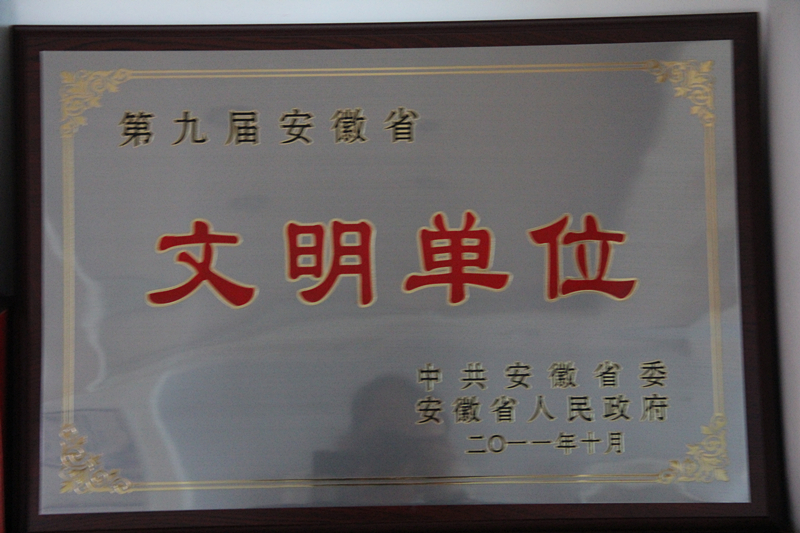 第九届安徽省
文明单位
中共安徽省委
安徽省人民政府
二〇一一年十月